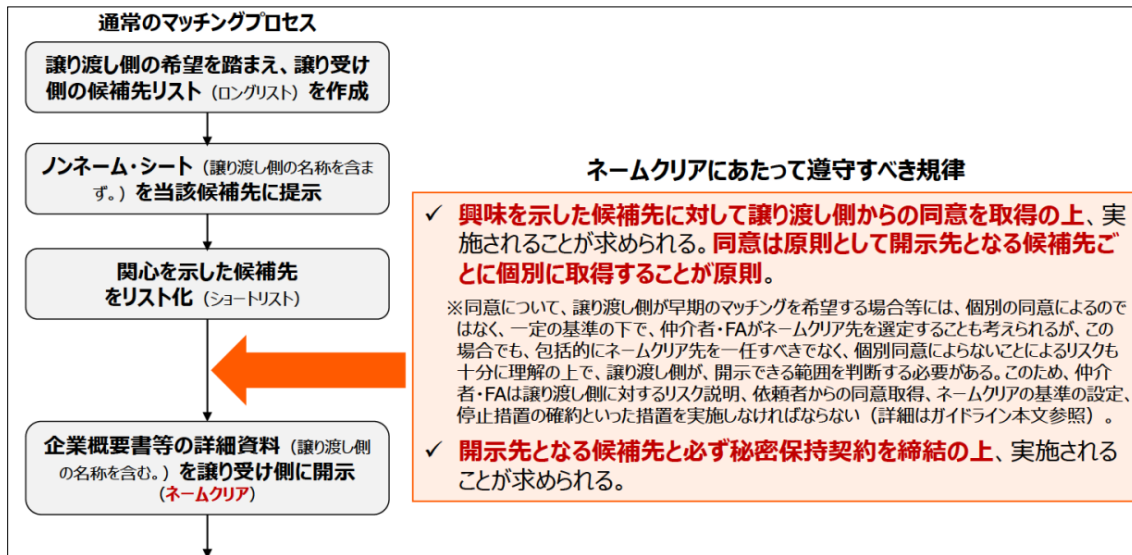 通常のマッチングプロセス
譲り渡し側の希望を踏まえ、譲り受け
側の候補先リスト（ロングリスト）を作成
ノンネーム・シート（譲り渡し側の名称を含ま
ず。）を当該候補先に提示
関心を示した候補先
をリスト化（ショートリスト）
企業概要書等の詳細資料（譲り渡し側
の名称を含む。）を譲り受け側に開示
（ネームクリア）
ネームクリアにあたって遵守すべき規律
✓ 興味を示した候補先に対して譲り渡し側からの同意を取得の上、実
施されることが求められる。同意は原則として開示先となる候補先ご
とに個別に取得することが原則。
※同意について、譲り渡し側が早期のマッチングを希望する場合等には、個別の同意によるのでは
はなく、一定の基準の下で、仲介者・FAがネームクリア先を選定することも考えられるが、この
場合でも、包括的にネームクリア先を一任すべきでなく、個別同意によらないことによるリスクも
十分に理解の上で、譲り渡し側が、開示できる範囲を判断する必要がある。このため、仲介
者・FAは譲り渡し側に対するリスク説明、依頼者からの同意取得、ネームクリアの基準の設定、
停止措置の確約といった措置を実施しなければならない（詳細はガイドライン本文参照）。
✓ 開示先となる候補先と必ず秘密保持契約を締結の上、実施される
ことが求められる。